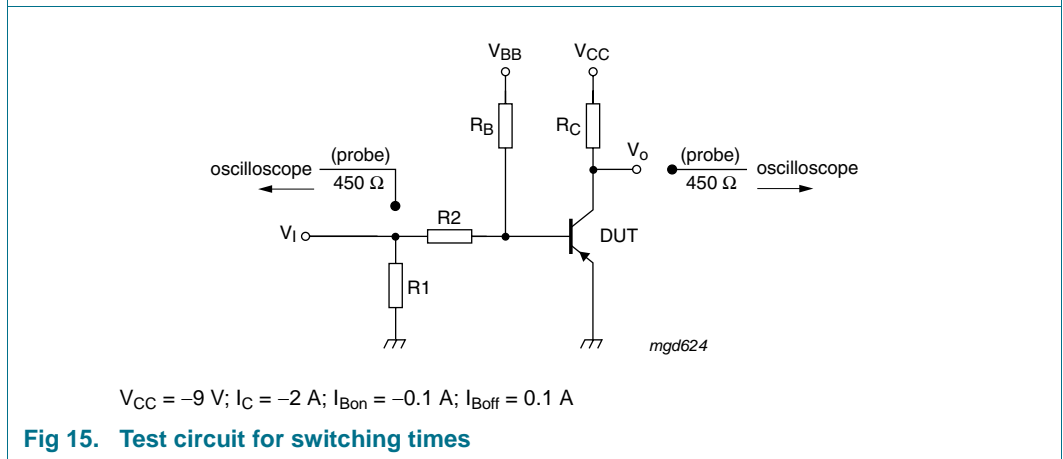 VBB
VCC
RB
RC
Vo
(probe)
oscilloscope
450 Ω
(probe)
oscilloscope
450 Ω
R2
VI
DUT
R1
mgd624
VCC = −9 V; IC = −2 A; IBon = −0.1 A; IBoff = 0.1 A
Fig 15. Test circuit for switching times